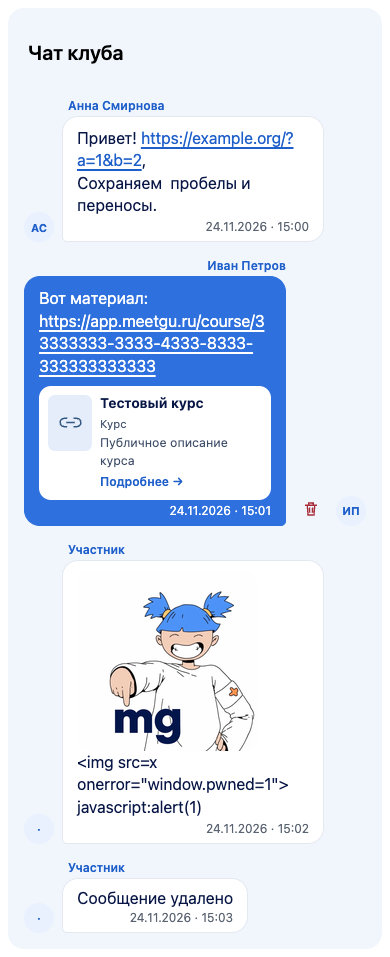 Чат клуба
Анна Смирнова
Привет! https://example.org/?
a=1&b=2,
Сохраняем  пробелы и
переносы.
24.11.2026 · 15:00
АС
Иван Петров
Вот материал:
https://app.meetgu.ru/course/3
3333333-3333-4333-8333-
333333333333
Тестовый курс
Курс
Публичное описание
курса
Подробнее →
24.11.2026 · 15:01
ИП
Участник
mg
<img src=x
onerror="window.pwned=1">
javascript:alert(1)
24.11.2026 · 15:02
·
Участник
Сообщение удалено
24.11.2026 · 15:03
·